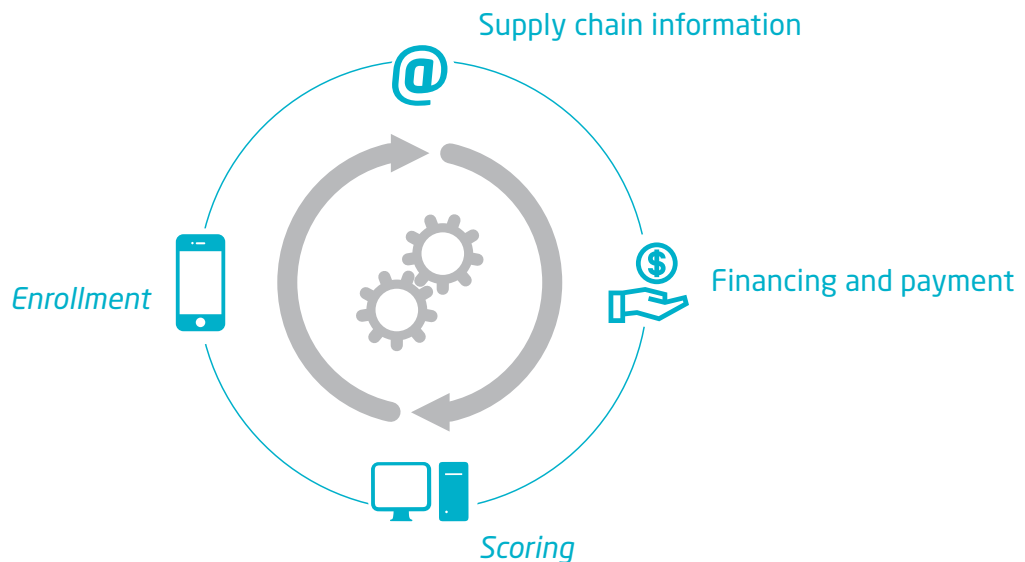 Supply chain information
@
$
Enrollment
Financing and payment
Scoring